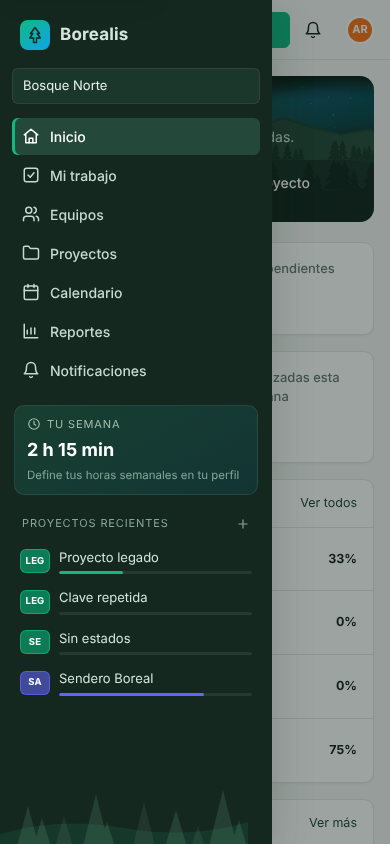 Borealis
AR
Bosque Norte
Inicio
das.
Mi trabajo
yecto
Equipos
Proyectos
endientes
Calendario
Reportes
Notificaciones
zadas esta
na
TU SEMANA
2 h 15 min
Define tus horas semanales en tu perfil
Ver todos
PROYECTOS RECIENTES
LEG
Proyecto legado
33%
LEG
Clave repetida
0%
SE
Sin estados
SA
Sendero Boreal
0%
75%
Ver más